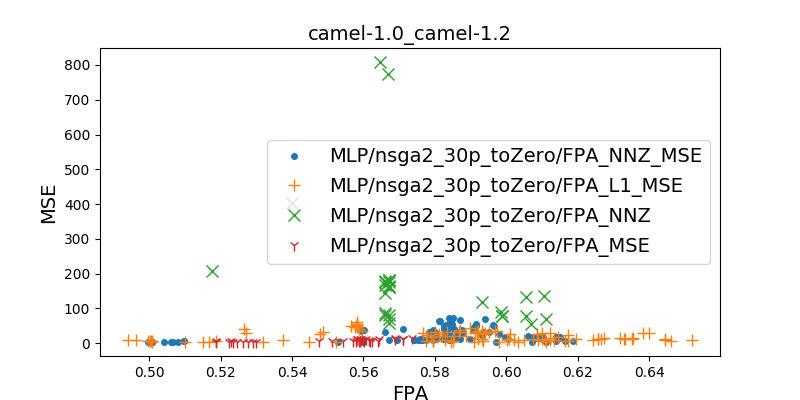 camel-1.0_camel-1.2
800
700
600
500
400
300
200
100
0
MSE
MLP/nsga2_30p_toZero/FPA_NNZ_MSE
MLP/nsga2_30p_toZero/FPA_L1_MSE
MLP/nsga2_30p_toZero/FPA_NNZ
MLP/nsga2_30p_toZero/FPA_MSE
0.50 0.52 0.54 0.56 0.58 0.60 0.62 0.64
FPA